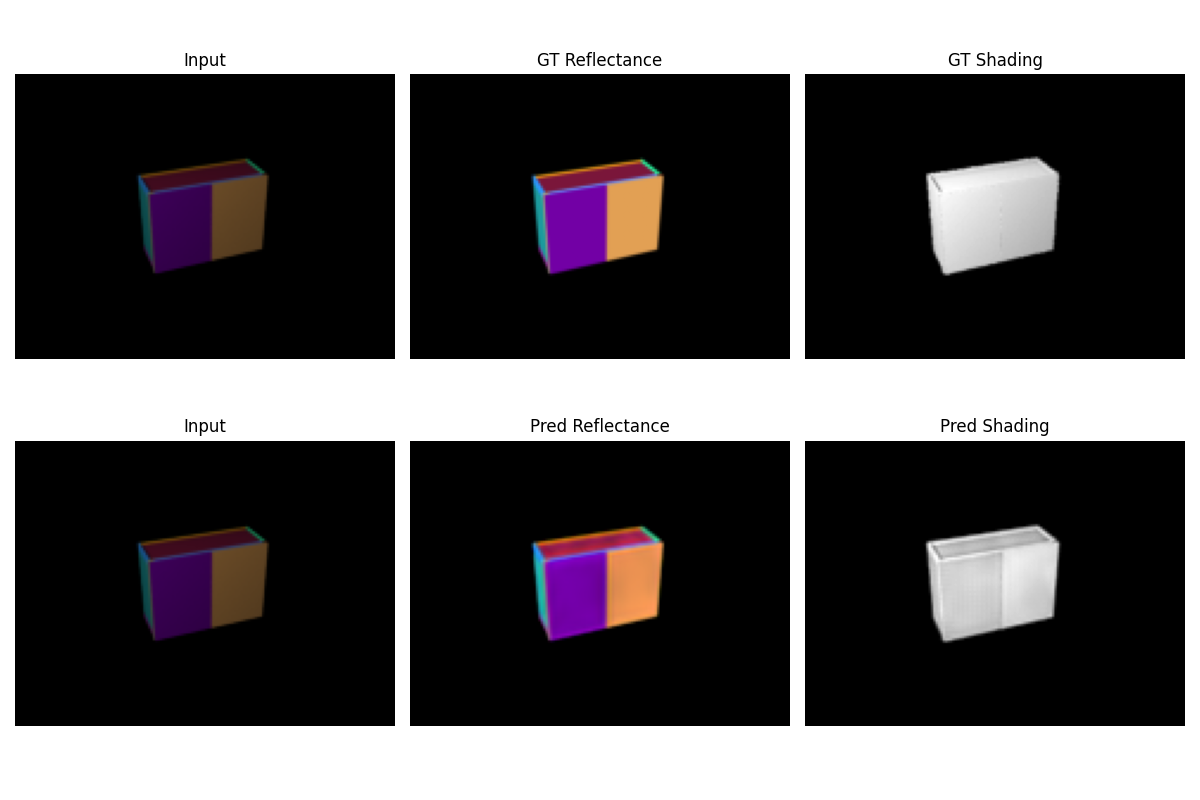 Input
GT Reflectance
GT Shading
Input
Pred Reflectance
Pred Shading